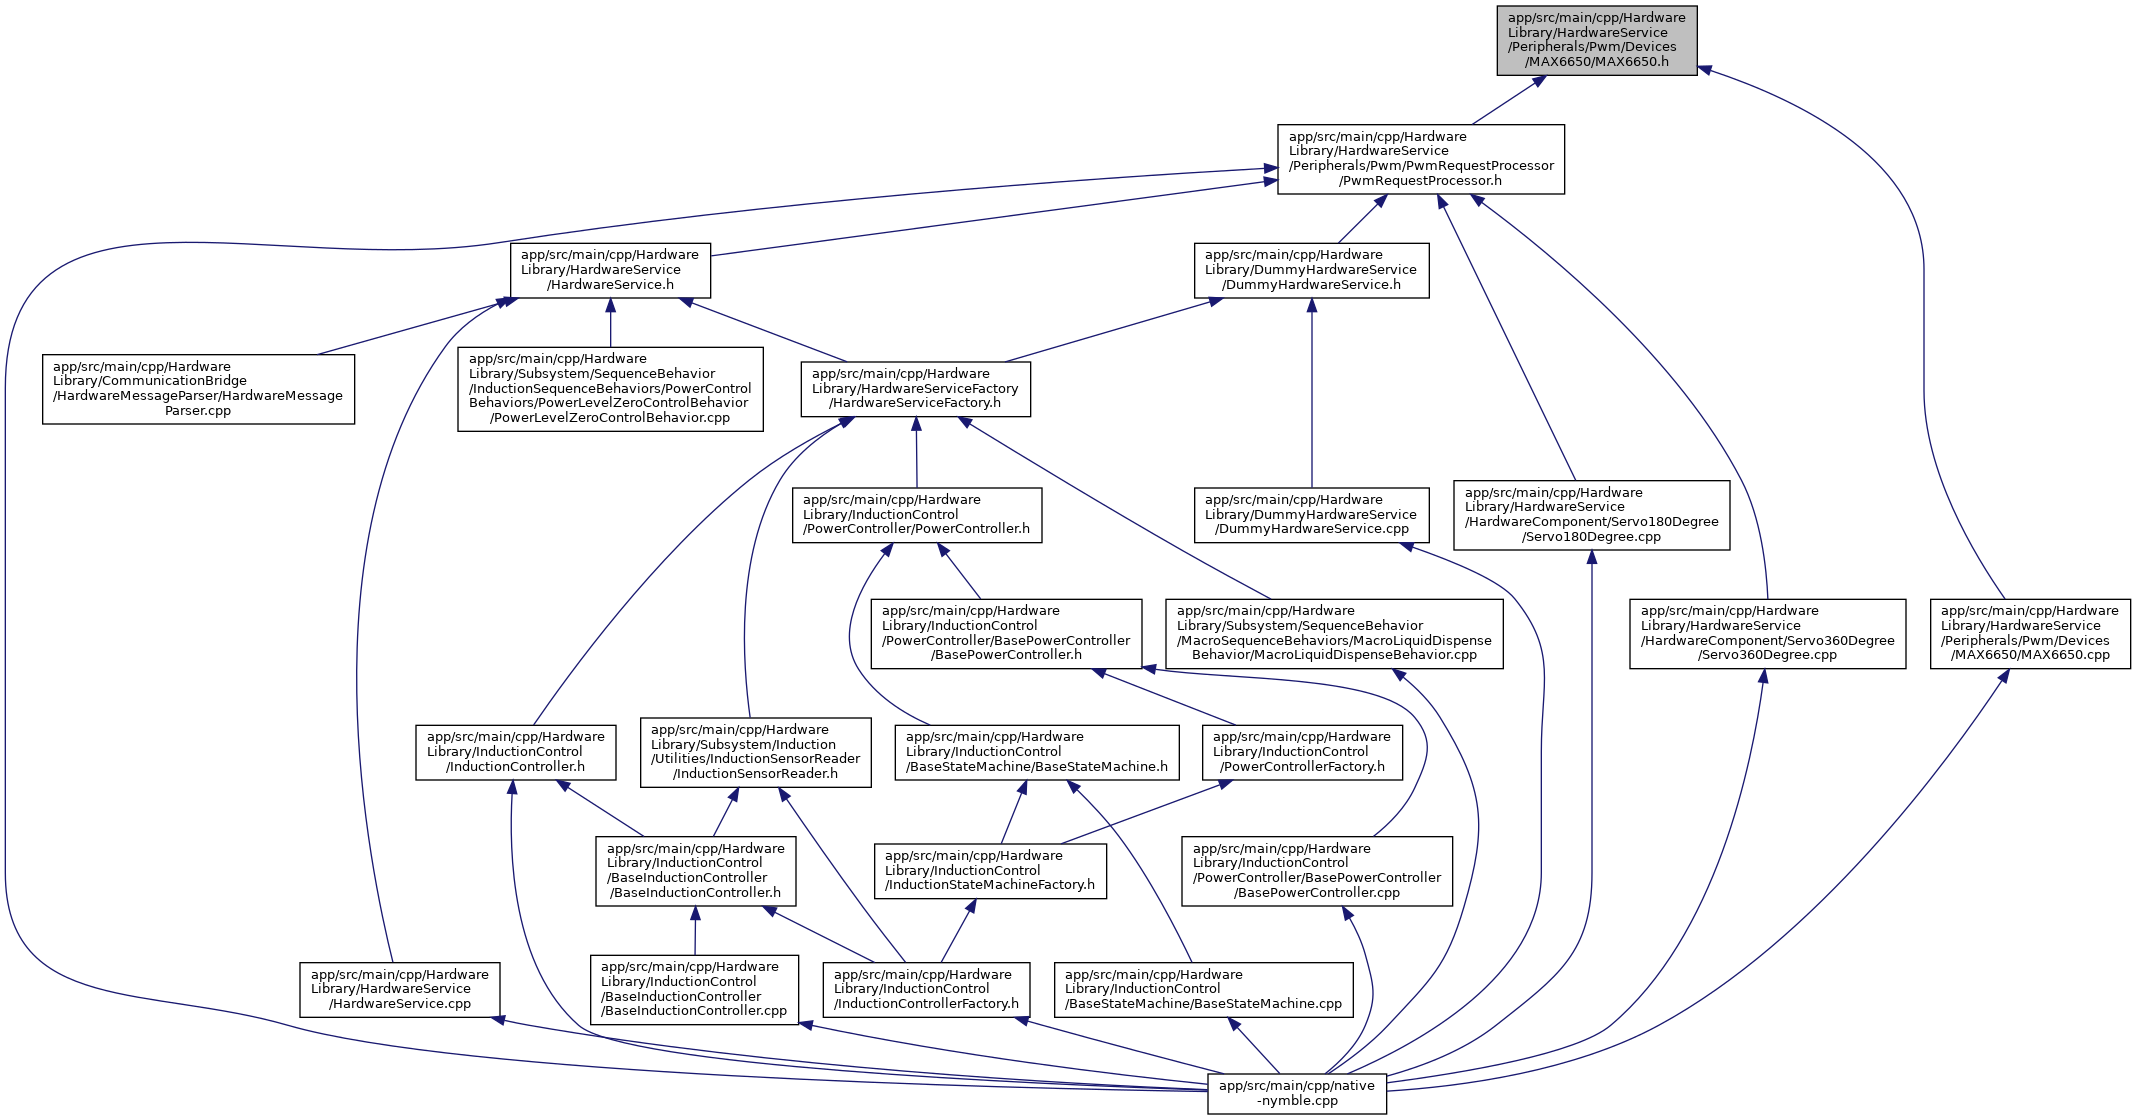 app/src/main/cpp/Hardware
Library/HardwareService
/Peripherals/Pwm/Devices
/MAX6650/MAX6650.h
app/src/main/cpp/Hardware
Library/HardwareService
/Peripherals/Pwm/PwmRequestProcessor
/PwmRequestProcessor.h
app/src/main/cpp/Hardware
Library/HardwareService
/HardwareService.h
app/src/main/cpp/Hardware
Library/DummyHardwareService
/DummyHardwareService.h
app/src/main/cpp/Hardware
Library/CommunicationBridge
/HardwareMessageParser/HardwareMessage
Parser.cpp
app/src/main/cpp/Hardware
Library/Subsystem/SequenceBehavior
/InductionSequenceBehaviors/PowerControl
Behaviors/PowerLevelZeroControlBehavior
/PowerLevelZeroControlBehavior.cpp
app/src/main/cpp/Hardware
Library/HardwareServiceFactory
/HardwareServiceFactory.h
app/src/main/cpp/Hardware
Library/InductionControl
/PowerController/PowerController.h
app/src/main/cpp/Hardware
Library/DummyHardwareService
/DummyHardwareService.cpp
app/src/main/cpp/Hardware
Library/HardwareService
/HardwareComponent/Servo180Degree
/Servo180Degree.cpp
app/src/main/cpp/Hardware
Library/InductionControl
/PowerController/BasePowerController
/BasePowerController.h
app/src/main/cpp/Hardware
Library/Subsystem/SequenceBehavior
/MacroSequenceBehaviors/MacroLiquidDispense
Behavior/MacroLiquidDispenseBehavior.cpp
app/src/main/cpp/Hardware
Library/HardwareService
/HardwareComponent/Servo360Degree
/Servo360Degree.cpp
app/src/main/cpp/Hardware
Library/HardwareService
/Peripherals/Pwm/Devices
/MAX6650/MAX6650.cpp
app/src/main/cpp/Hardware
Library/InductionControl
/InductionController.h
app/src/main/cpp/Hardware
Library/Subsystem/Induction
/Utilities/InductionSensorReader
/InductionSensorReader.h
app/src/main/cpp/Hardware
Library/InductionControl
/BaseStateMachine/BaseStateMachine.h
app/src/main/cpp/Hardware
Library/InductionControl
/PowerControllerFactory.h
app/src/main/cpp/Hardware
Library/InductionControl
/BaseInductionController
/BaseInductionController.h
app/src/main/cpp/Hardware
Library/InductionControl
/InductionStateMachineFactory.h
app/src/main/cpp/Hardware
Library/InductionControl
/PowerController/BasePowerController
/BasePowerController.cpp
app/src/main/cpp/Hardware
Library/HardwareService
/HardwareService.cpp
app/src/main/cpp/Hardware
Library/InductionControl
/BaseInductionController
/BaseInductionController.cpp
app/src/main/cpp/Hardware
Library/InductionControl
/InductionControllerFactory.h
app/src/main/cpp/Hardware
Library/InductionControl
/BaseStateMachine/BaseStateMachine.cpp
app/src/main/cpp/native
-nymble.cpp